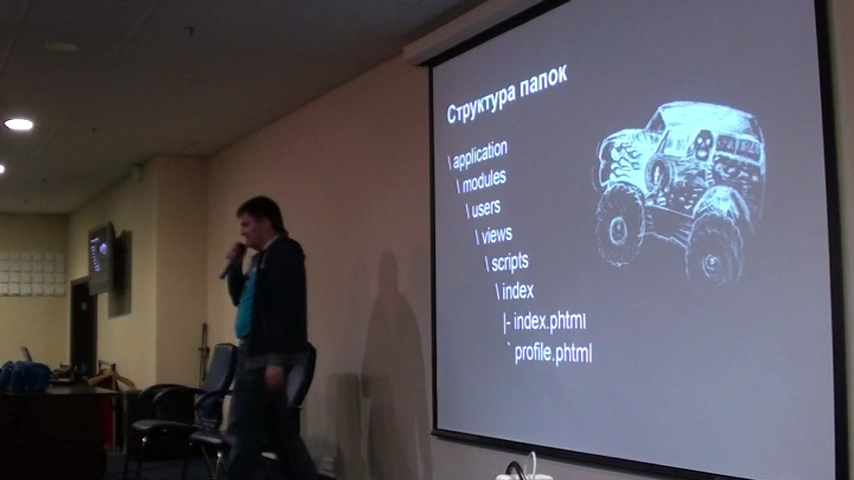 Структура папок
\ application
\ modules
\ users
\ views
\ scripts
\ index
|- index.phtml
` profile.phtml